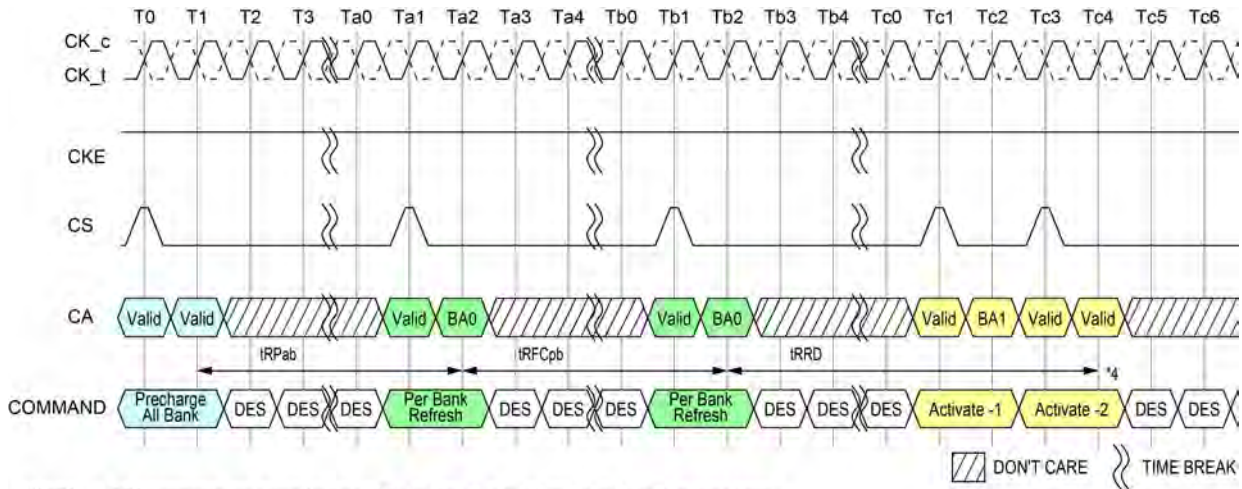 T0 T1 T2 T3 Ta0 Ta1 Ta2 Ta3 Ta4 Tb0 Tb1 Tb2 Tb3 Tb4 Tc0 Tc1 Tc2 Tc3 Tc4 Tc5 Tc6
CK_c
CK_t
CKE
CS
CA Valid Valid Valid BA0 Valid BA0 Valid BA1 Valid Valid
tRPab tRFCpb tRRD *4
COMMAND Precharge All Bank DES DES DES Per Bank Refresh DES DES DES Per Bank Refresh DES DES DES Activate -1 Activate -2 DES DES
DON'T CARE TIME BREAK